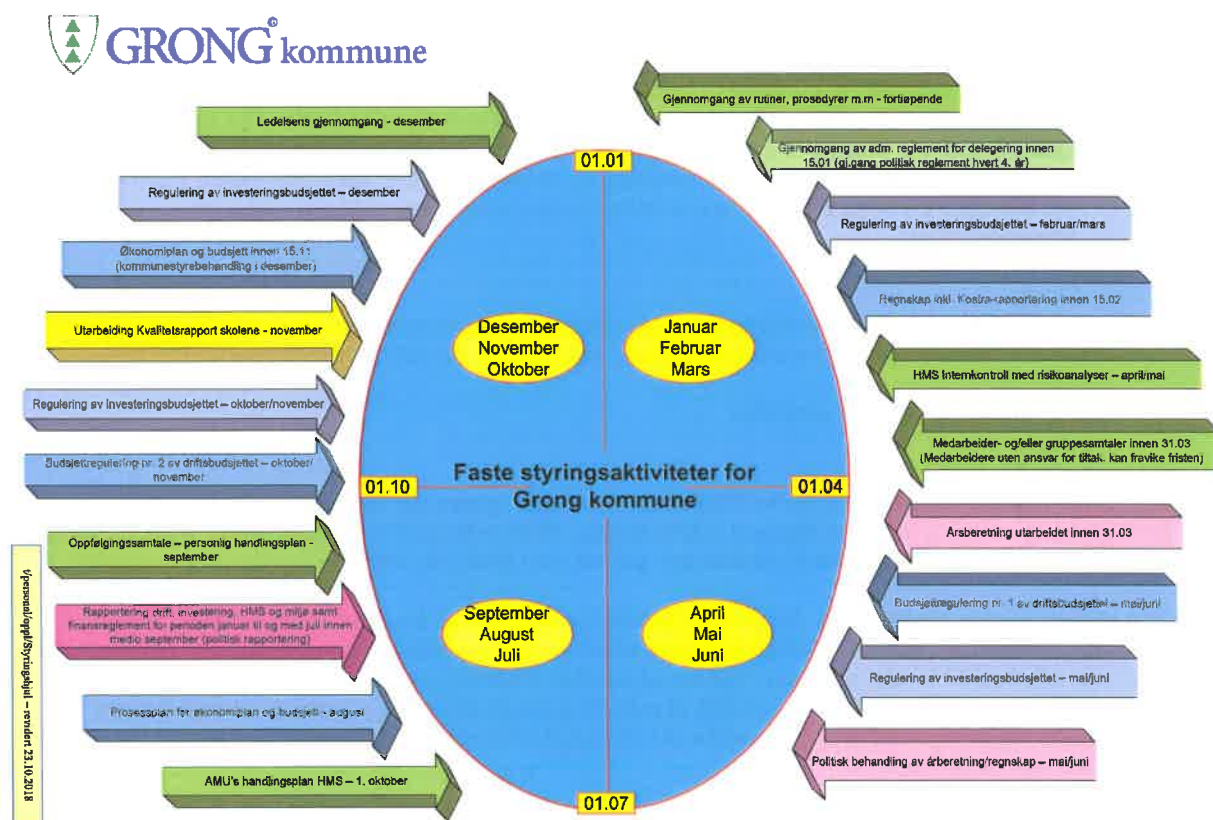 GRONG kommune
Gjennomgang av rutiner, prosedyrer m.m - fortløpende
Ledelsens gjennomgang - desember
Gjennomgang av adm. reglement for delegering innen
15.01 (gj.gang politisk reglement hvert 4. år)
01.01
Regulering av investeringsbudsjettet – desember
Regulering av investeringsbudsjettet – februar/mars
Økonomiplan og budsjett innen 15.11
(kommunestyrebehandling i desember)
Regnskap inkl. Kostra-rapportering innen 15.02
Utarbeiding Kvalitetsrapport skolene - november
Desember
November
Oktober
Januar
Februar
Mars
HMS Internkontroll med risikoanalyser – april/mai
Regulering av investeringsbudsjettet – oktober/november
Medarbeider- og/eller gruppesamtaler innen 31.03
(Medarbeidere uten ansvar for tiltak, kan fravike fristen)
Budsjettregulering nr. 2 av driftsbudsjettet – oktober/
november
Faste styringsaktiviteter for
Grong kommune
01.10
01.04
Årsberetning utarbeidet innen 31.03
Oppfølgingssamtale – personlig handlingsplan -
september
Budsjettregulering nr. 1 av driftsbudsjettet – mai/juni
Rapportering drift, investering, HMS og miljø samt
finansreglement for perioden januar til og med juli innen
medio september (politisk rapportering)
September
August
Juli
April
Mai
Juni
Regulering av investeringsbudsjettet – mai/juni
Prosessplan for økonomiplan og budsjett - august
Politisk behandling av årberetning/regnskap – mai/juni
AMU's handlingsplan HMS – 1. oktober
01.07
t/personal/oppl/Styringshjul – revidert 23.10.2018